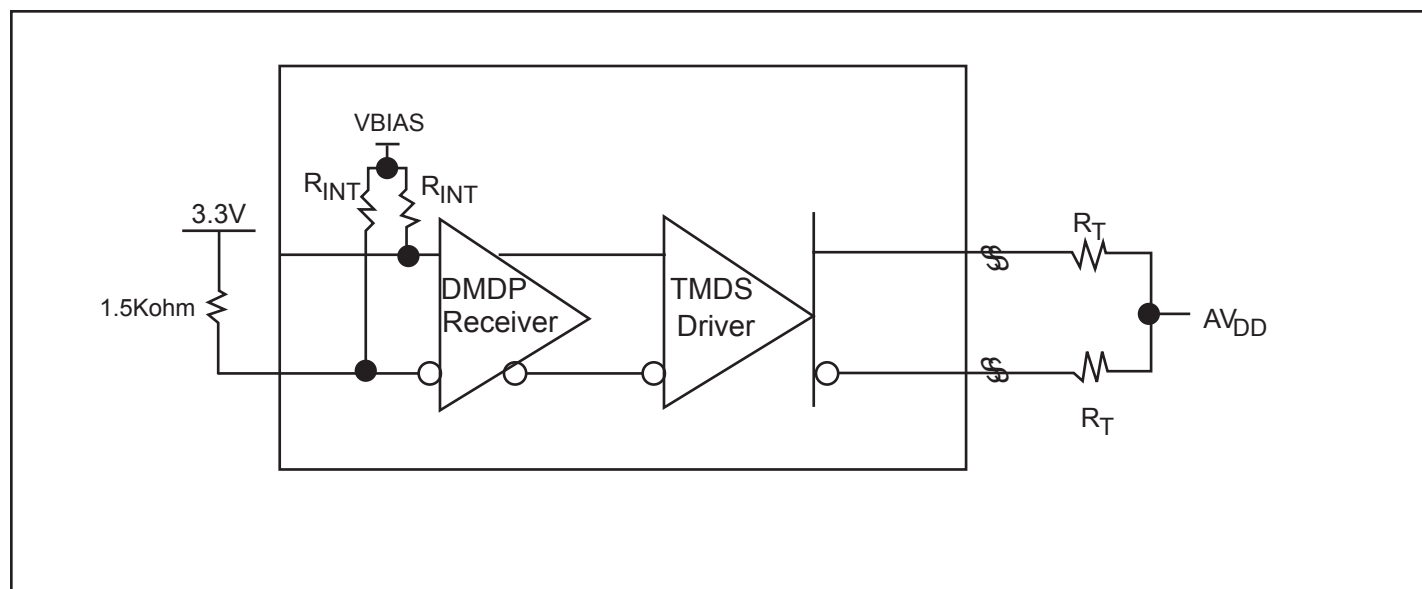 VBIAS
RINT
RINT
3.3V
1.5Kohm
DMDP
Receiver
TMDS
Driver
RT
AVDD
RT